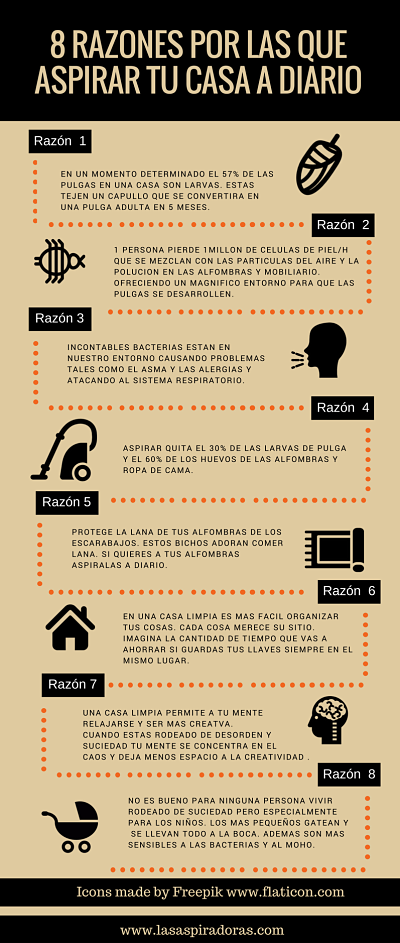 8 RAZONES POR LAS QUE
ASPIRAR TU CASA A DIARIO
Razón 1
EN UN MOMENTO DETERMINADO EL 57% DE LAS
PULGAS EN UNA CASA SON LARVAS. ESTAS
TEJEN UN CAPULLO QUE SE CONVERTIRA EN
UNA PULGA ADULTA EN 5 MESES.
Razón 2
1 PERSONA PIERDE 1MILLON DE CELULAS DE PIEL/H
QUE SE MEZCLAN CON LAS PARTICULAS DEL AIRE Y LA
POLUCION EN LAS ALFOMBRAS Y MOBILIARIO.
OFRECIENDO UN MAGNIFICO ENTORNO PARA QUE LAS
PULGAS SE DESARROLLEN.
Razón 3
INCONTABLES BACTERIAS ESTAN EN
NUESTRO ENTORNO CAUSANDO PROBLEMAS
TALES COMO EL ASMA Y LAS ALERGIAS Y
ATACANDO AL SISTEMA RESPIRATORIO.
Razón 4
ASPIRAR QUITA EL 30% DE LAS LARVAS DE PULGA
Y EL 60% DE LOS HUEVOS DE LAS ALFOMBRAS Y
ROPA DE CAMA.
Razón 5
PROTEGE LA LANA DE TUS ALFOMBRAS DE LOS
ESCARABAJOS. ESTOS BICHOS ADORAN COMER
LANA. SI QUIERES A TUS ALFOMBRAS
ASPIRALAS A DIARIO.
Razón 6
EN UNA CASA LIMPIA ES MAS FACIL ORGANIZAR
TUS COSAS. CADA COSA MERECE SU SITIO.
IMAGINA LA CANTIDAD DE TIEMPO QUE VAS A
AHORRAR SI GUARDAS TUS LLAVES SIEMPRE EN EL
MISMO LUGAR.
Razón 7
UNA CASA LIMPIA PERMITE A TU MENTE
RELAJARSE Y SER MAS CREATVA.
CUANDO ESTAS RODEADO DE DESORDEN Y
SUCIEDAD TU MENTE SE CONCENTRA EN EL
CAOS Y DEJA MENOS ESPACIO A LA CREATIVIDAD .
Razón 8
NO ES BUENO PARA NINGUNA PERSONA VIVIR
RODEADO DE SUCIEDAD PERO ESPECIALMENTE
PARA LOS NIÑOS. LOS MAS PEQUEÑOS GATEAN Y
SE LLEVAN TODO A LA BOCA. ADEMAS SON MAS
SENSIBLES A LAS BACTERIAS Y AL MOHO.
Icons made by Freepik www.flaticon.com
www.lasaspiradoras.com